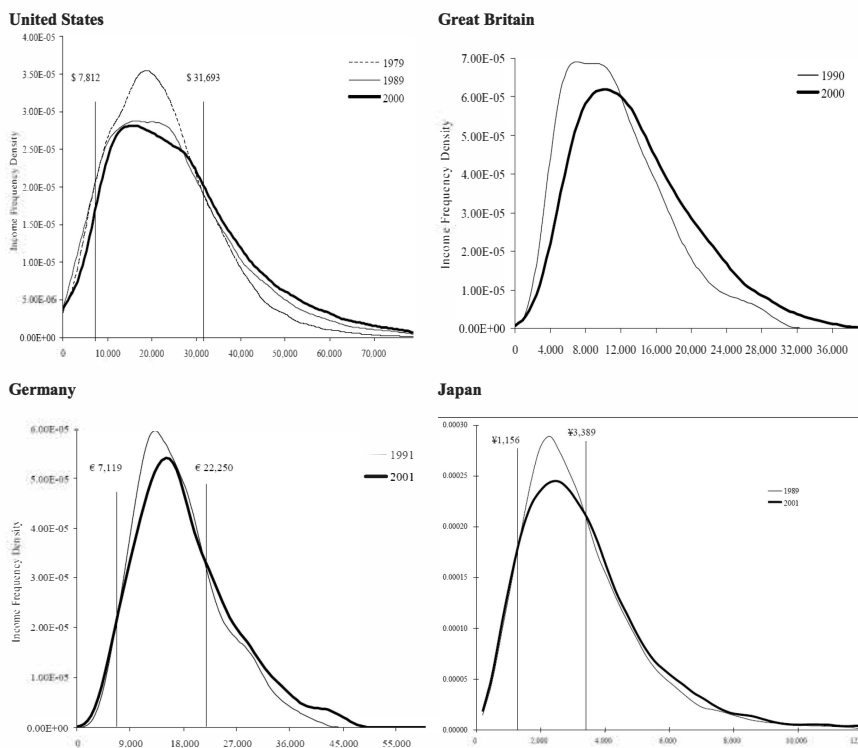 United States
4.00E-05
3.50E-05
3.00E-05
2.50E-05
2.00E-05
1.50E-05
1.00E-05
5.00E-06
0.00E+00
Income Frequency Density
$ 7,812
$ 31,693
1979
1989
2000
0 10,000 20,000 30,000 40,000 50,000 60,000 70,000
Great Britain
7.00E-05
6.00E-05
5.00E-05
4.00E-05
3.00E-05
2.00E-05
1.00E-05
0.00E+00
Income Frequency Density
1990
2000
0 4,000 8,000 12,000 16,000 20,000 24,000 28,000 32,000 36,000
Germany
6.00E-05
5.00E-05
4.00E-05
3.00E-05
2.00E-05
1.00E-05
0.00E+00
Income Frequency Density
€ 7,119
€ 22,250
1991
2001
0 9,000 18,000 27,000 36,000 45,000 55,000
Japan
0.00030
0.00025
0.00020
0.00015
0.00010
0.00005
0.00000
¥1,156
¥3,389
1989
2001
0 2,000 4,000 6,000 8,000 10,000